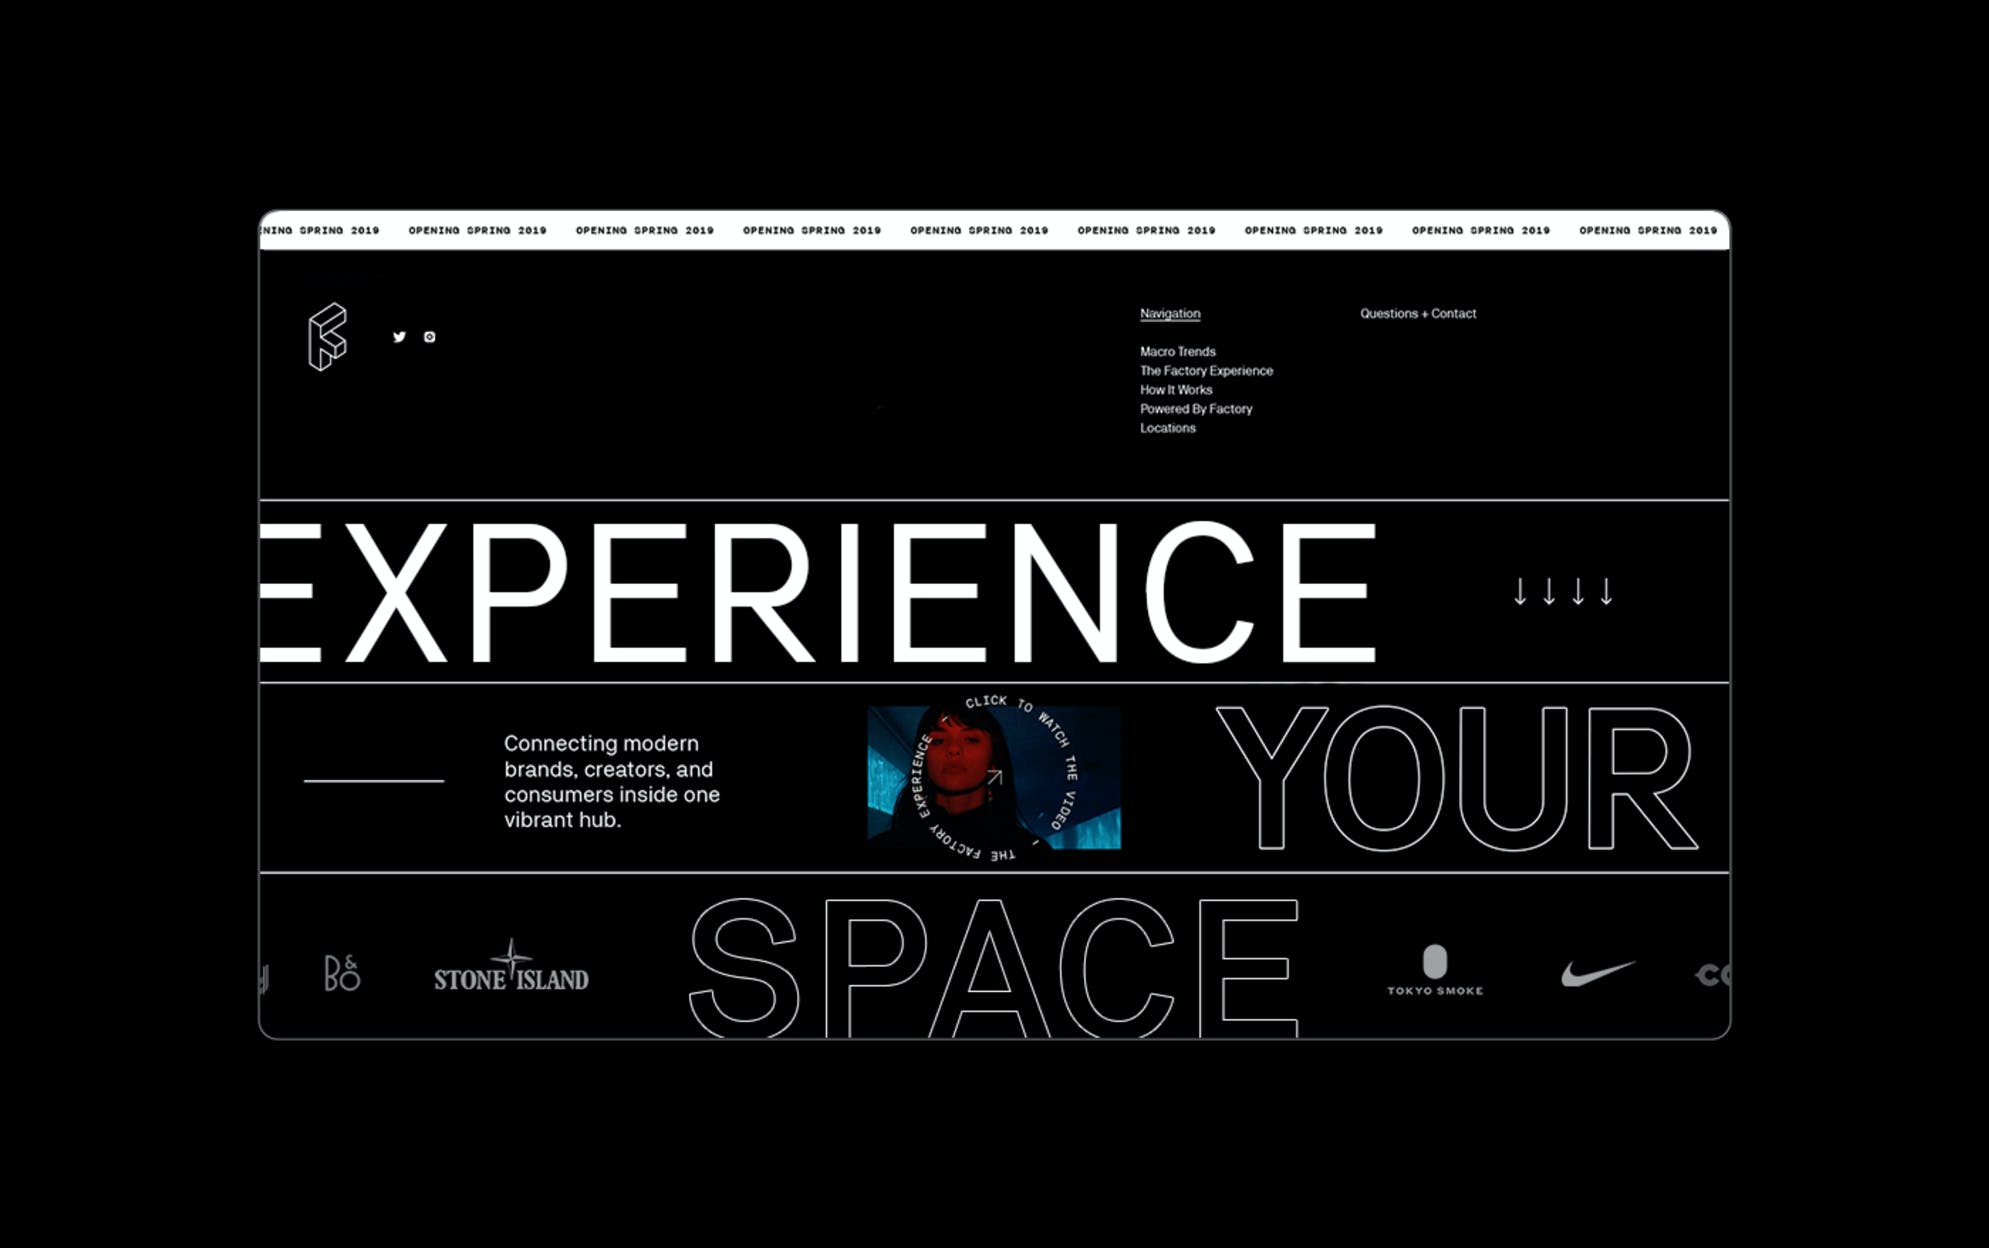 NING SPRING 2019 OPENING SPRING 2019 OPENING SPRING 2019 OPENING SPRING 2019 OPENING SPRING 2019 OPENING SPRING 2019 OPENING SPRING 2019 OPENING SPRING 2019 OPENING SPRING 2019
F
Navigation
Macro Trends
The Factory Experience
How It Works
Powered By Factory
Locations
Questions + Contact
EXPERIENCE
↓ ↓ ↓ ↓
Connecting modern
brands, creators, and
consumers inside one
vibrant hub.
CLICK TO WATCH THE VIDEO - THE FACTORY EXPERIENCE -
YOUR
B&O
STONE ISLAND
SPACE
TOKYO SMOKE
CO